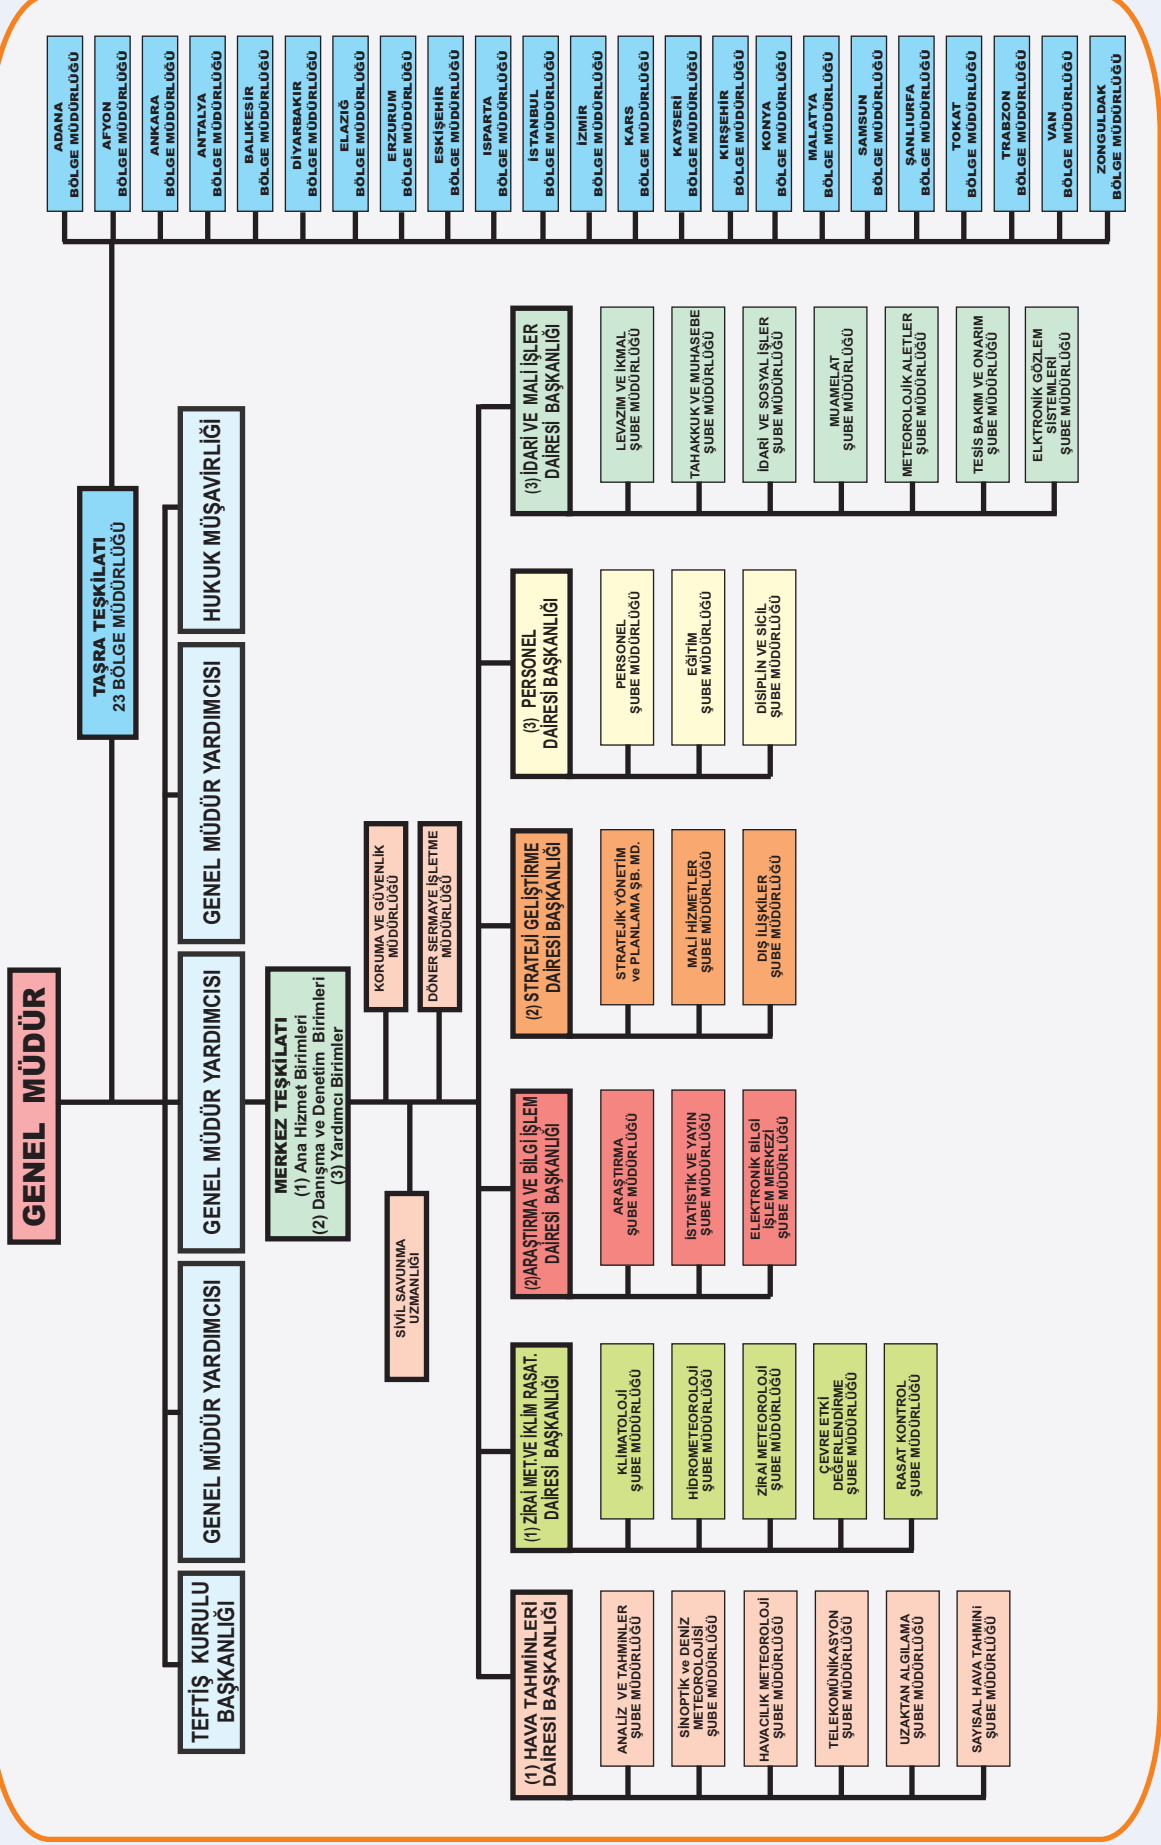 GENEL MÜDÜR
TAŞRA TEŞKİLATI
23 BÖLGE MÜDÜRLÜĞÜ
TEFTİŞ KURULU
BAŞKANLIĞI
GENEL MÜDÜR YARDIMCISI
GENEL MÜDÜR YARDIMCISI
GENEL MÜDÜR YARDIMCISI
HUKUK MÜŞAVİRLİĞİ
MERKEZ TEŞKİLATI
(1) Ana Hizmet Birimleri
(2) Danışma ve Denetim Birimleri
(3) Yardımcı Birimler
KORUMA VE GÜVENLİK
MÜDÜRLÜĞÜ
SİVİL SAVUNMA
UZMANLIĞI
DÖNER SERMAYE İŞLETME
MÜDÜRLÜĞÜ
(1) HAVA TAHMİNLERİ
DAİRESİ BAŞKANLIĞI
ANALİZ VE TAHMİNLER
ŞUBE MÜDÜRLÜĞÜ
SİNOPTİK ve DENİZ
METEOROLOJİSİ
ŞUBE MÜDÜRLÜĞÜ
HAVACILIK METEOROLOJİ
ŞUBE MÜDÜRLÜĞÜ
TELEKOMÜNİKASYON
ŞUBE MÜDÜRLÜĞÜ
UZAKTAN ALGILAMA
ŞUBE MÜDÜRLÜĞÜ
SAYISAL HAVA TAHMİNİ
ŞUBE MÜDÜRLÜĞÜ
(1) ZİRAİ MET.VE İKLİM RASAT.
DAİRESİ BAŞKANLIĞI
KLİMATOLOJİ
ŞUBE MÜDÜRLÜĞÜ
HİDROMETEOROLOJİ
ŞUBE MÜDÜRLÜĞÜ
ZİRAİ METEOROLOJİ
ŞUBE MÜDÜRLÜĞÜ
ÇEVRE ETKİ
DEĞERLENDİRME
ŞUBE MÜDÜRLÜĞÜ
RASAT KONTROL
ŞUBE MÜDÜRLÜĞÜ
(2)ARAŞTIRMA VE BİLGİ İŞLEM
DAİRESİ BAŞKANLIĞI
ARAŞTIRMA
ŞUBE MÜDÜRLÜĞÜ
İSTATİSTİK VE YAYIN
ŞUBE MÜDÜRLÜĞÜ
ELEKTRONİK BİLGİ
İŞLEM MERKEZİ
ŞUBE MÜDÜRLÜĞÜ
(2) STRATEJİ GELİŞTİRME
DAİRESİ BAŞKANLIĞI
STRATEJİK YÖNETİM
ve PLANLAMA ŞB. MD.
MALİ HİZMETLER
ŞUBE MÜDÜRLÜĞÜ
DIŞ İLİŞKİLER
ŞUBE MÜDÜRLÜĞÜ
(3) PERSONEL
DAİRESİ BAŞKANLIĞI
PERSONEL
ŞUBE MÜDÜRLÜĞÜ
EĞİTİM
ŞUBE MÜDÜRLÜĞÜ
DİSİPLİN VE SİCİL
ŞUBE MÜDÜRLÜĞÜ
(3) İDARİ VE MALİ İŞLER
DAİRESİ BAŞKANLIĞI
LEVAZIM VE İKMAL
ŞUBE MÜDÜRLÜĞÜ
TAHAKKUK VE MUHASEBE
ŞUBE MÜDÜRLÜĞÜ
İDARİ VE SOSYAL İŞLER
ŞUBE MÜDÜRLÜĞÜ
MUAMELAT
ŞUBE MÜDÜRLÜĞÜ
METEOROLOJİK ALETLER
ŞUBE MÜDÜRLÜĞÜ
TESİS BAKIM VE ONARIM
ŞUBE MÜDÜRLÜĞÜ
ELKTRONİK GÖZLEM
SİSTEMLERİ
ŞUBE MÜDÜRLÜĞÜ
ADANA
BÖLGE MÜDÜRLÜĞÜ
AFYON
BÖLGE MÜDÜRLÜĞÜ
ANKARA
BÖLGE MÜDÜRLÜĞÜ
ANTALYA
BÖLGE MÜDÜRLÜĞÜ
BALIKESİR
BÖLGE MÜDÜRLÜĞÜ
DİYARBAKIR
BÖLGE MÜDÜRLÜĞÜ
ELAZIĞ
BÖLGE MÜDÜRLÜĞÜ
ERZURUM
BÖLGE MÜDÜRLÜĞÜ
ESKİŞEHİR
BÖLGE MÜDÜRLÜĞÜ
ISPARTA
BÖLGE MÜDÜRLÜĞÜ
İSTANBUL
BÖLGE MÜDÜRLÜĞÜ
İZMİR
BÖLGE MÜDÜRLÜĞÜ
KARS
BÖLGE MÜDÜRLÜĞÜ
KAYSERİ
BÖLGE MÜDÜRLÜĞÜ
KIRŞEHİR
BÖLGE MÜDÜRLÜĞÜ
KONYA
BÖLGE MÜDÜRLÜĞÜ
MALATYA
BÖLGE MÜDÜRLÜĞÜ
SAMSUN
BÖLGE MÜDÜRLÜĞÜ
ŞANLIURFA
BÖLGE MÜDÜRLÜĞÜ
TOKAT
BÖLGE MÜDÜRLÜĞÜ
TRABZON
BÖLGE MÜDÜRLÜĞÜ
VAN
BÖLGE MÜDÜRLÜĞÜ
ZONGULDAK
BÖLGE MÜDÜRLÜĞÜ